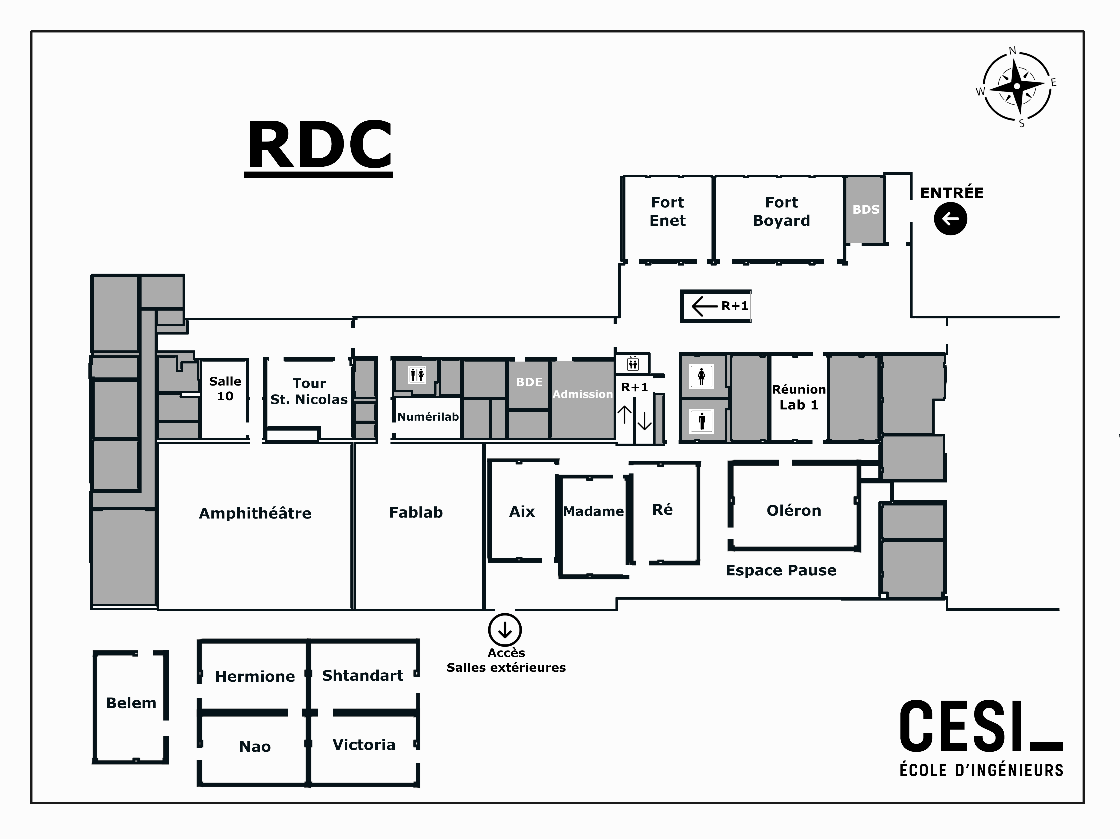 N
W
E
S
RDC
ENTRÉE
Fort
Enet
Fort
Boyard
BDS
R+1
Salle
10
Tour
St. Nicolas
Numérilab
BDE
Admission
R+1
Réunion
Lab 1
Amphithéâtre
Fablab
Aix
Madame
Ré
Oléron
Espace Pause
Accès
Salles extérieures
Belem
Hermione
Shtandart
Nao
Victoria
CESI_
ÉCOLE D'INGÉNIEURS